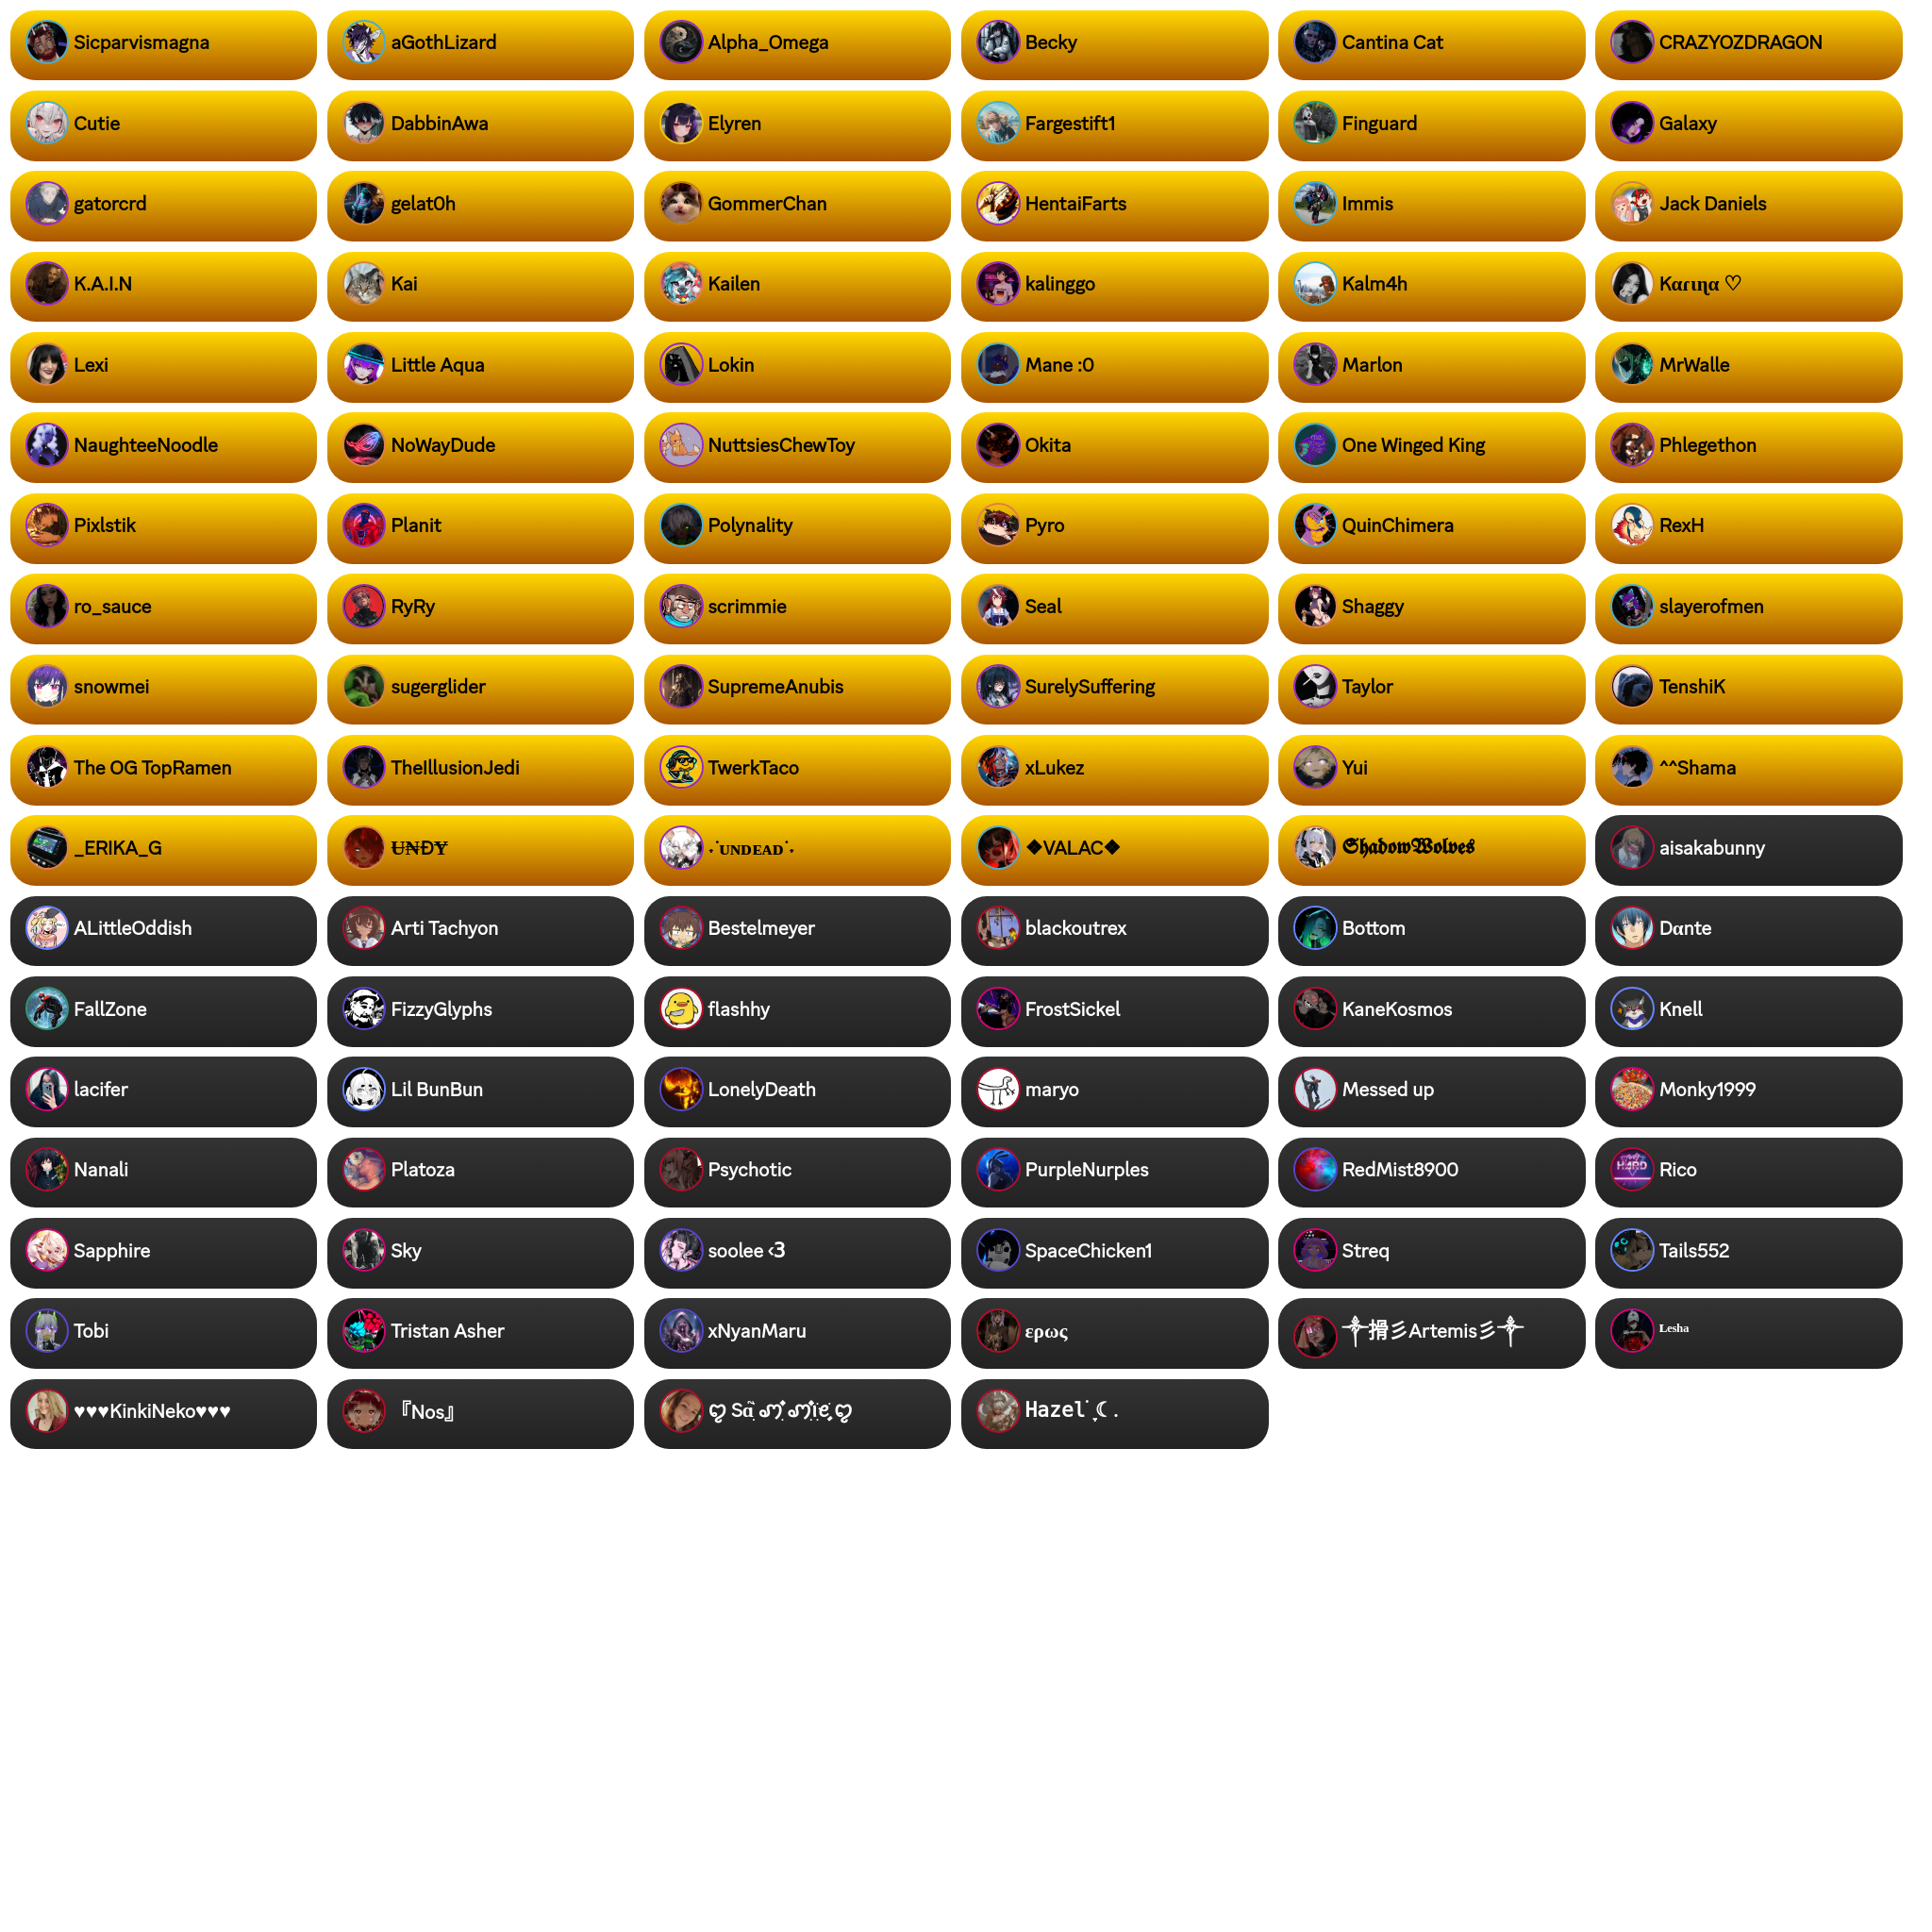 Sicparvismagna aGothLizard Alpha_Omega Becky Cantina Cat CRAZYOZDRAGON
Cutie DabbinAwa Elyren Fargestift1 Finguard Galaxy
gatorcrd gelat0h GommerChan HentaiFarts Immis Jack Daniels
K.A.I.N Kai Kailen kalinggo Kalm4h Kαɾιɳα ♡
Lexi Little Aqua Lokin Mane :0 Marlon MrWalle
NaughteeNoodle NoWayDude NuttsiesChewToy Okita One Winged King Phlegethon
Pixlstik Planit Polynality Pyro QuinChimera RexH
ro_sauce RyRy scrimmie Seal Shaggy slayerofmen
snowmei sugerglider SupremeAnubis SurelySuffering Taylor TenshiK
The OG TopRamen TheIllusionJedi TwerkTaco xLukez Yui ^^Shama
_ERIKA_G U̶N̶ĐɎ ˖˙ᴜɴᴅᴇᴀᴅ˙˖ ❖VALAC❖ 𝕾𝖍𝖆𝖉𝖔𝖜𝖂𝖔𝖑𝖛𝖊𝖘 aisakabunny
ALittleOddish Arti Tachyon Bestelmeyer blackoutrex Bottom Dαnte
FallZone FizzyGlyphs flashhy FrostSickel KaneKosmos Knell
lacifer Lil BunBun LonelyDeath maryo Messed up Monky1999
Nanali Platoza Psychotic PurpleNurples RedMist8900 Rico
Sapphire Sky soolee <3 SpaceChicken1 Streq Tails552
Tobi Tristan Asher xNyanMaru ερως ༒搰彡Artemis彡༒ ᴸᵉˢʰᵃ
♥♥♥KinkiNeko♥♥♥ 『Nos』 Hazel